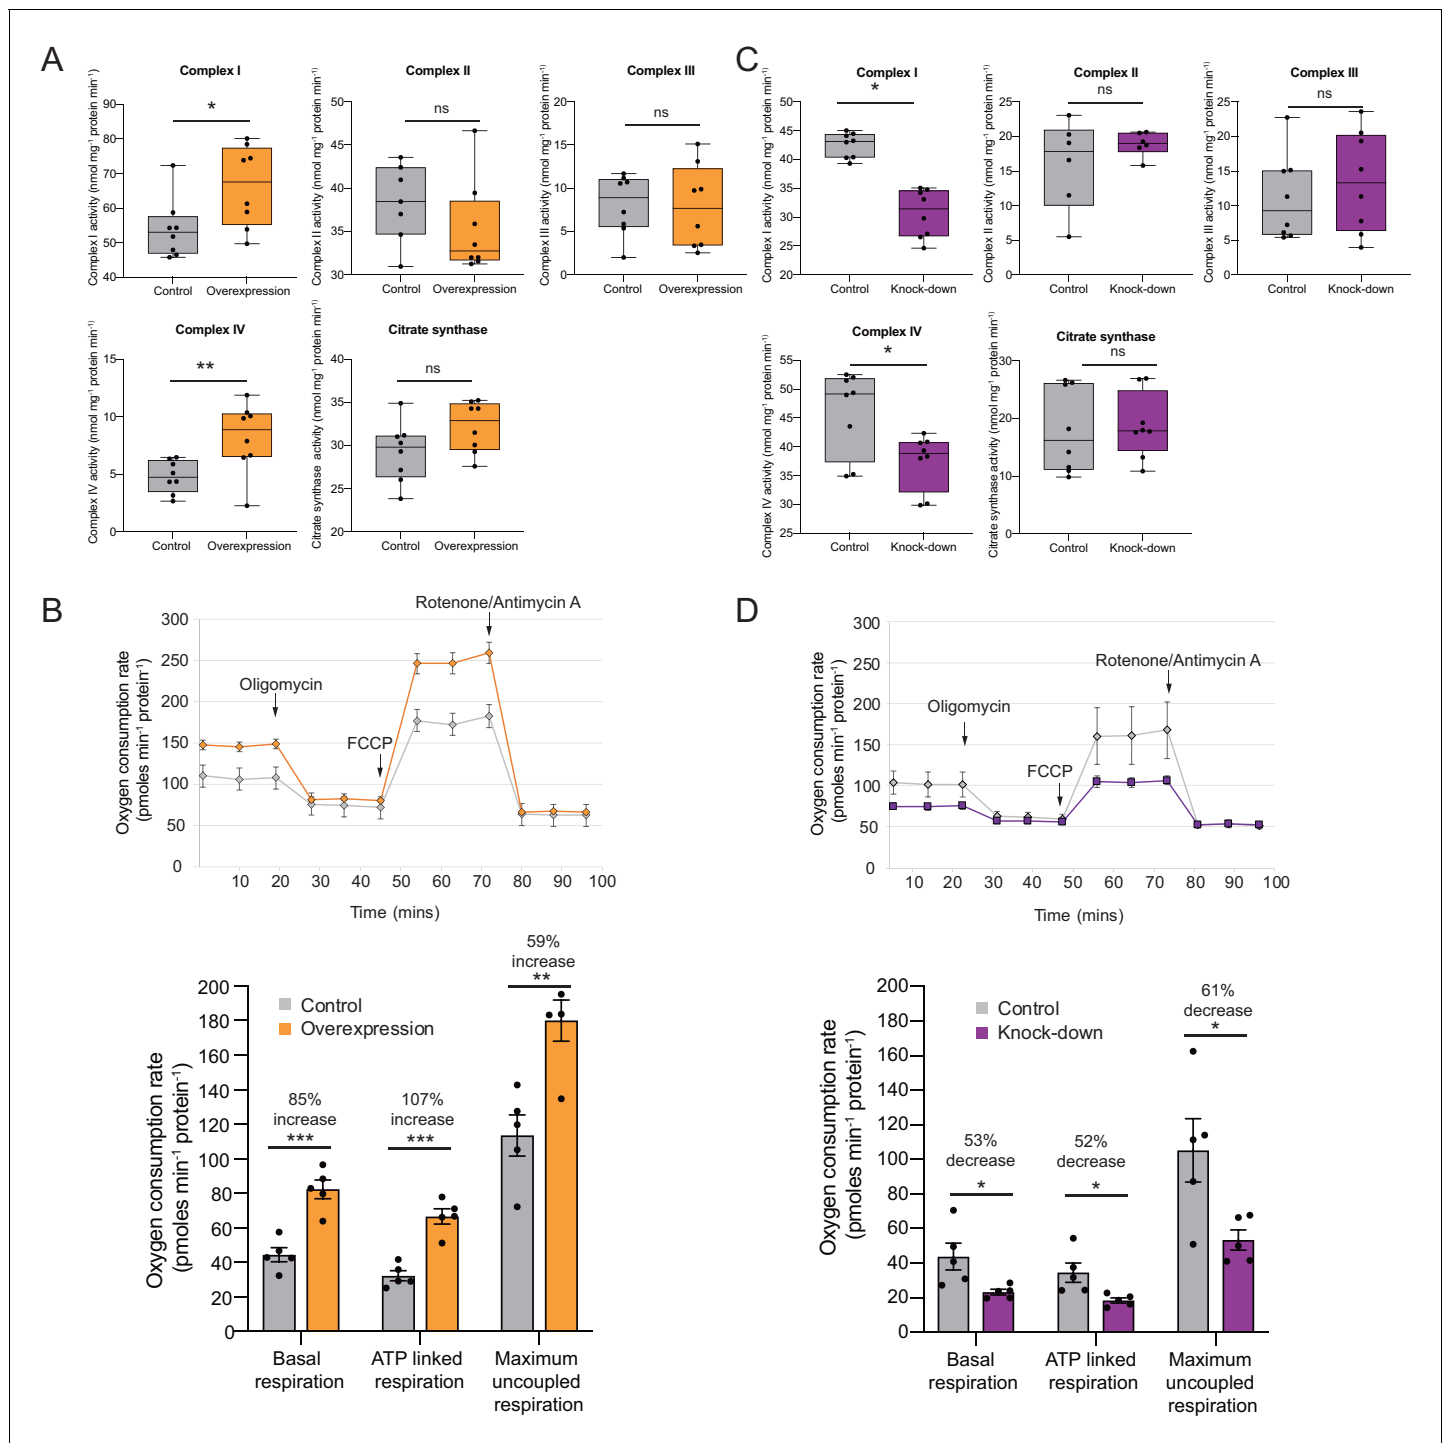 A
Complex I
Complex I activity (nmol mg⁻¹ protein min⁻¹)
90
80
70
60
50
40
*
Control
Overexpression
Complex II
Complex II activity (nmol mg⁻¹ protein min⁻¹)
50
45
40
35
30
ns
Control
Overexpression
Complex III
Complex III activity (nmol mg⁻¹ protein min⁻¹)
20
15
10
5
0
ns
Control
Overexpression
Complex IV
Complex IV activity (nmol mg⁻¹ protein min⁻¹)
15
10
5
0
**
Control
Overexpression
Citrate synthase
Citrate synthase activity (nmol mg⁻¹ protein min⁻¹)
40
35
30
25
20
ns
Control
Overexpression
C
Complex I
Complex I activity (nmol mg⁻¹ protein min⁻¹)
50
45
40
35
30
25
20
*
Control
Knock-down
Complex II
Complex II activity (nmol mg⁻¹ protein min⁻¹)
25
20
15
10
5
0
ns
Control
Knock-down
Complex III
Complex III activity (nmol mg⁻¹ protein min⁻¹)
25
20
15
10
5
0
ns
Control
Knock-down
Complex IV
Complex IV activity (nmol mg⁻¹ protein min⁻¹)
55
50
45
40
35
30
25
*
Control
Knock-down
Citrate synthase
Citrate synthase activity (nmol mg⁻¹ protein min⁻¹)
30
20
10
0
ns
Control
Knock-down
B
Oxygen consumption rate
(pmoles min⁻¹ protein⁻¹)
300
250
200
150
100
50
0
Oligomycin
FCCP
Rotenone/Antimycin A
10 20 30 40 50 60 70 80 90 100
Time (mins)
Oxygen consumption rate
(pmoles min⁻¹ protein⁻¹)
200
180
160
140
120
100
80
60
40
20
0
Control
Overexpression
85%
increase
***
107%
increase
***
59%
increase
**
Basal
respiration
ATP linked
respiration
Maximum
uncoupled
respiration
D
Oxygen consumption rate
(pmoles min⁻¹ protein⁻¹)
300
250
200
150
100
50
0
Oligomycin
FCCP
Rotenone/Antimycin A
10 20 30 40 50 60 70 80 90 100
Time (mins)
Oxygen consumption rate
(pmoles min⁻¹ protein⁻¹)
200
180
160
140
120
100
80
60
40
20
0
Control
Knock-down
53%
decrease
*
52%
decrease
*
61%
decrease
*
Basal
respiration
ATP linked
respiration
Maximum
uncoupled
respiration